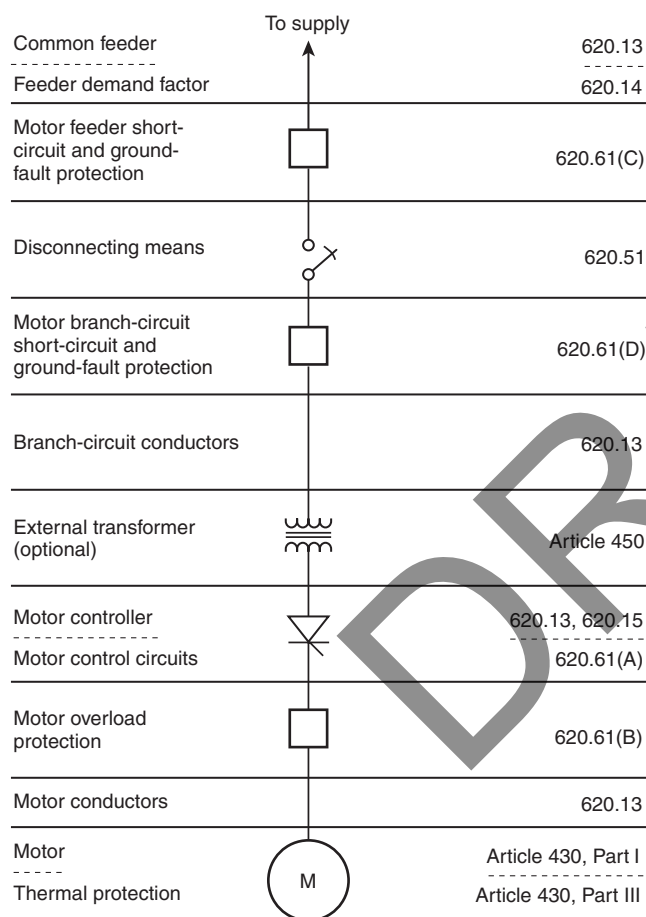 To supply
Common feeder 620.13
Feeder demand factor 620.14
Motor feeder short-
circuit and ground-
fault protection
620.61(C)
Disconnecting means 620.51
Motor branch-circuit
short-circuit and
ground-fault protection
620.61(D)
Branch-circuit conductors 620.13
External transformer
(optional)
Article 450
Motor controller 620.13, 620.15
Motor control circuits 620.61(A)
Motor overload
protection
620.61(B)
Motor conductors 620.13
Motor Article 430, Part I
M
Thermal protection Article 430, Part III
DR